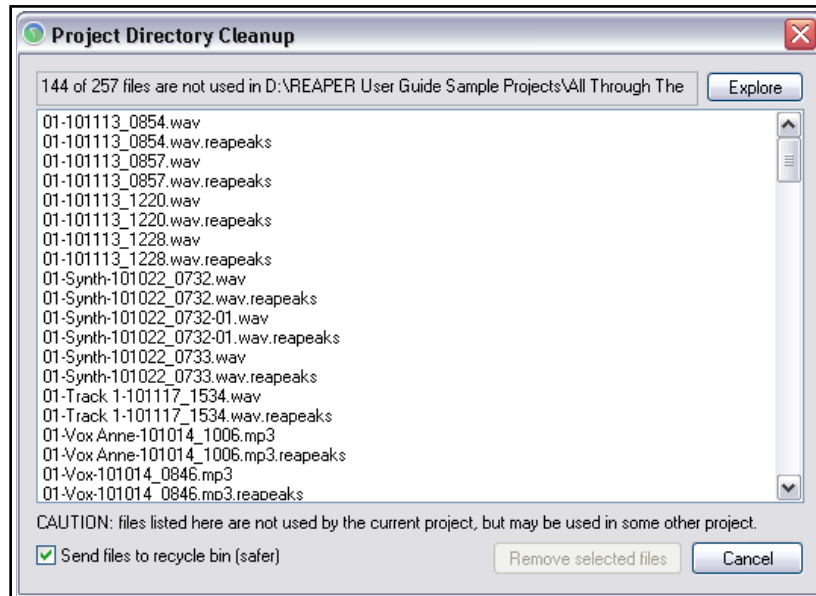 Project Directory Cleanup
144 of 257 files are not used in D:\REAPER User Guide Sample Projects\All Through The
Explore
01-101113_0854.wav
01-101113_0854.wav.reapeaks
01-101113_0857.wav
01-101113_0857.wav.reapeaks
01-101113_1220.wav
01-101113_1220.wav.reapeaks
01-101113_1228.wav
01-101113_1228.wav.reapeaks
01-Synth-101022_0732.wav
01-Synth-101022_0732.wav.reapeaks
01-Synth-101022_0732-01.wav
01-Synth-101022_0732-01.wav.reapeaks
01-Synth-101022_0733.wav
01-Synth-101022_0733.wav.reapeaks
01-Track 1-101117_1534.wav
01-Track 1-101117_1534.wav.reapeaks
01-Vox Anne-101014_1006.mp3
01-Vox Anne-101014_1006.mp3.reapeaks
01-Vox-101014_0846.mp3
01-Vox-101014_0846.mp3.reapeaks
CAUTION: files listed here are not used by the current project, but may be used in some other project.
Send files to recycle bin (safer)
Remove selected files
Cancel